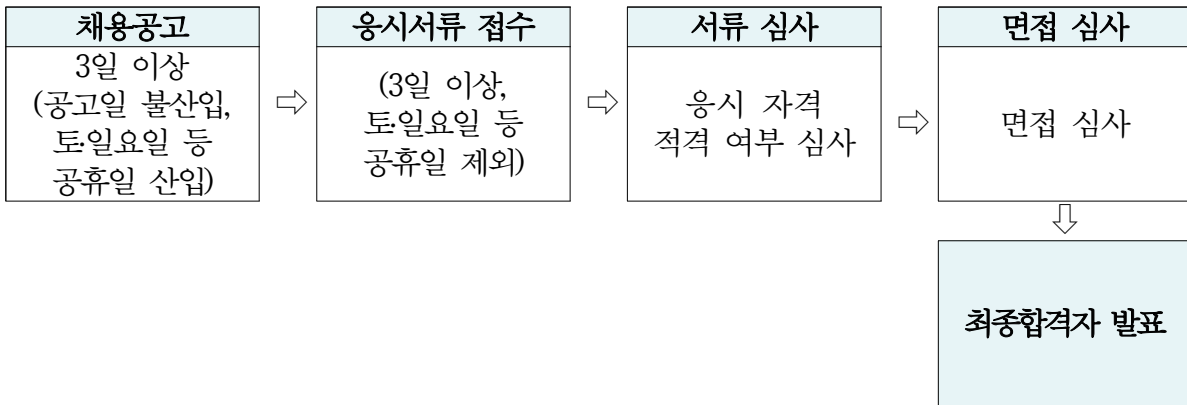 채용공고
3일 이상
(공고일 불산입,
토·일요일 등
공휴일 산입)
⇨
응시서류 접수
(3일 이상,
토·일요일 등
공휴일 제외)
⇨
서류 심사
응시 자격
적격 여부 심사
⇨
면접 심사
면접 심사
⇩
최종합격자 발표